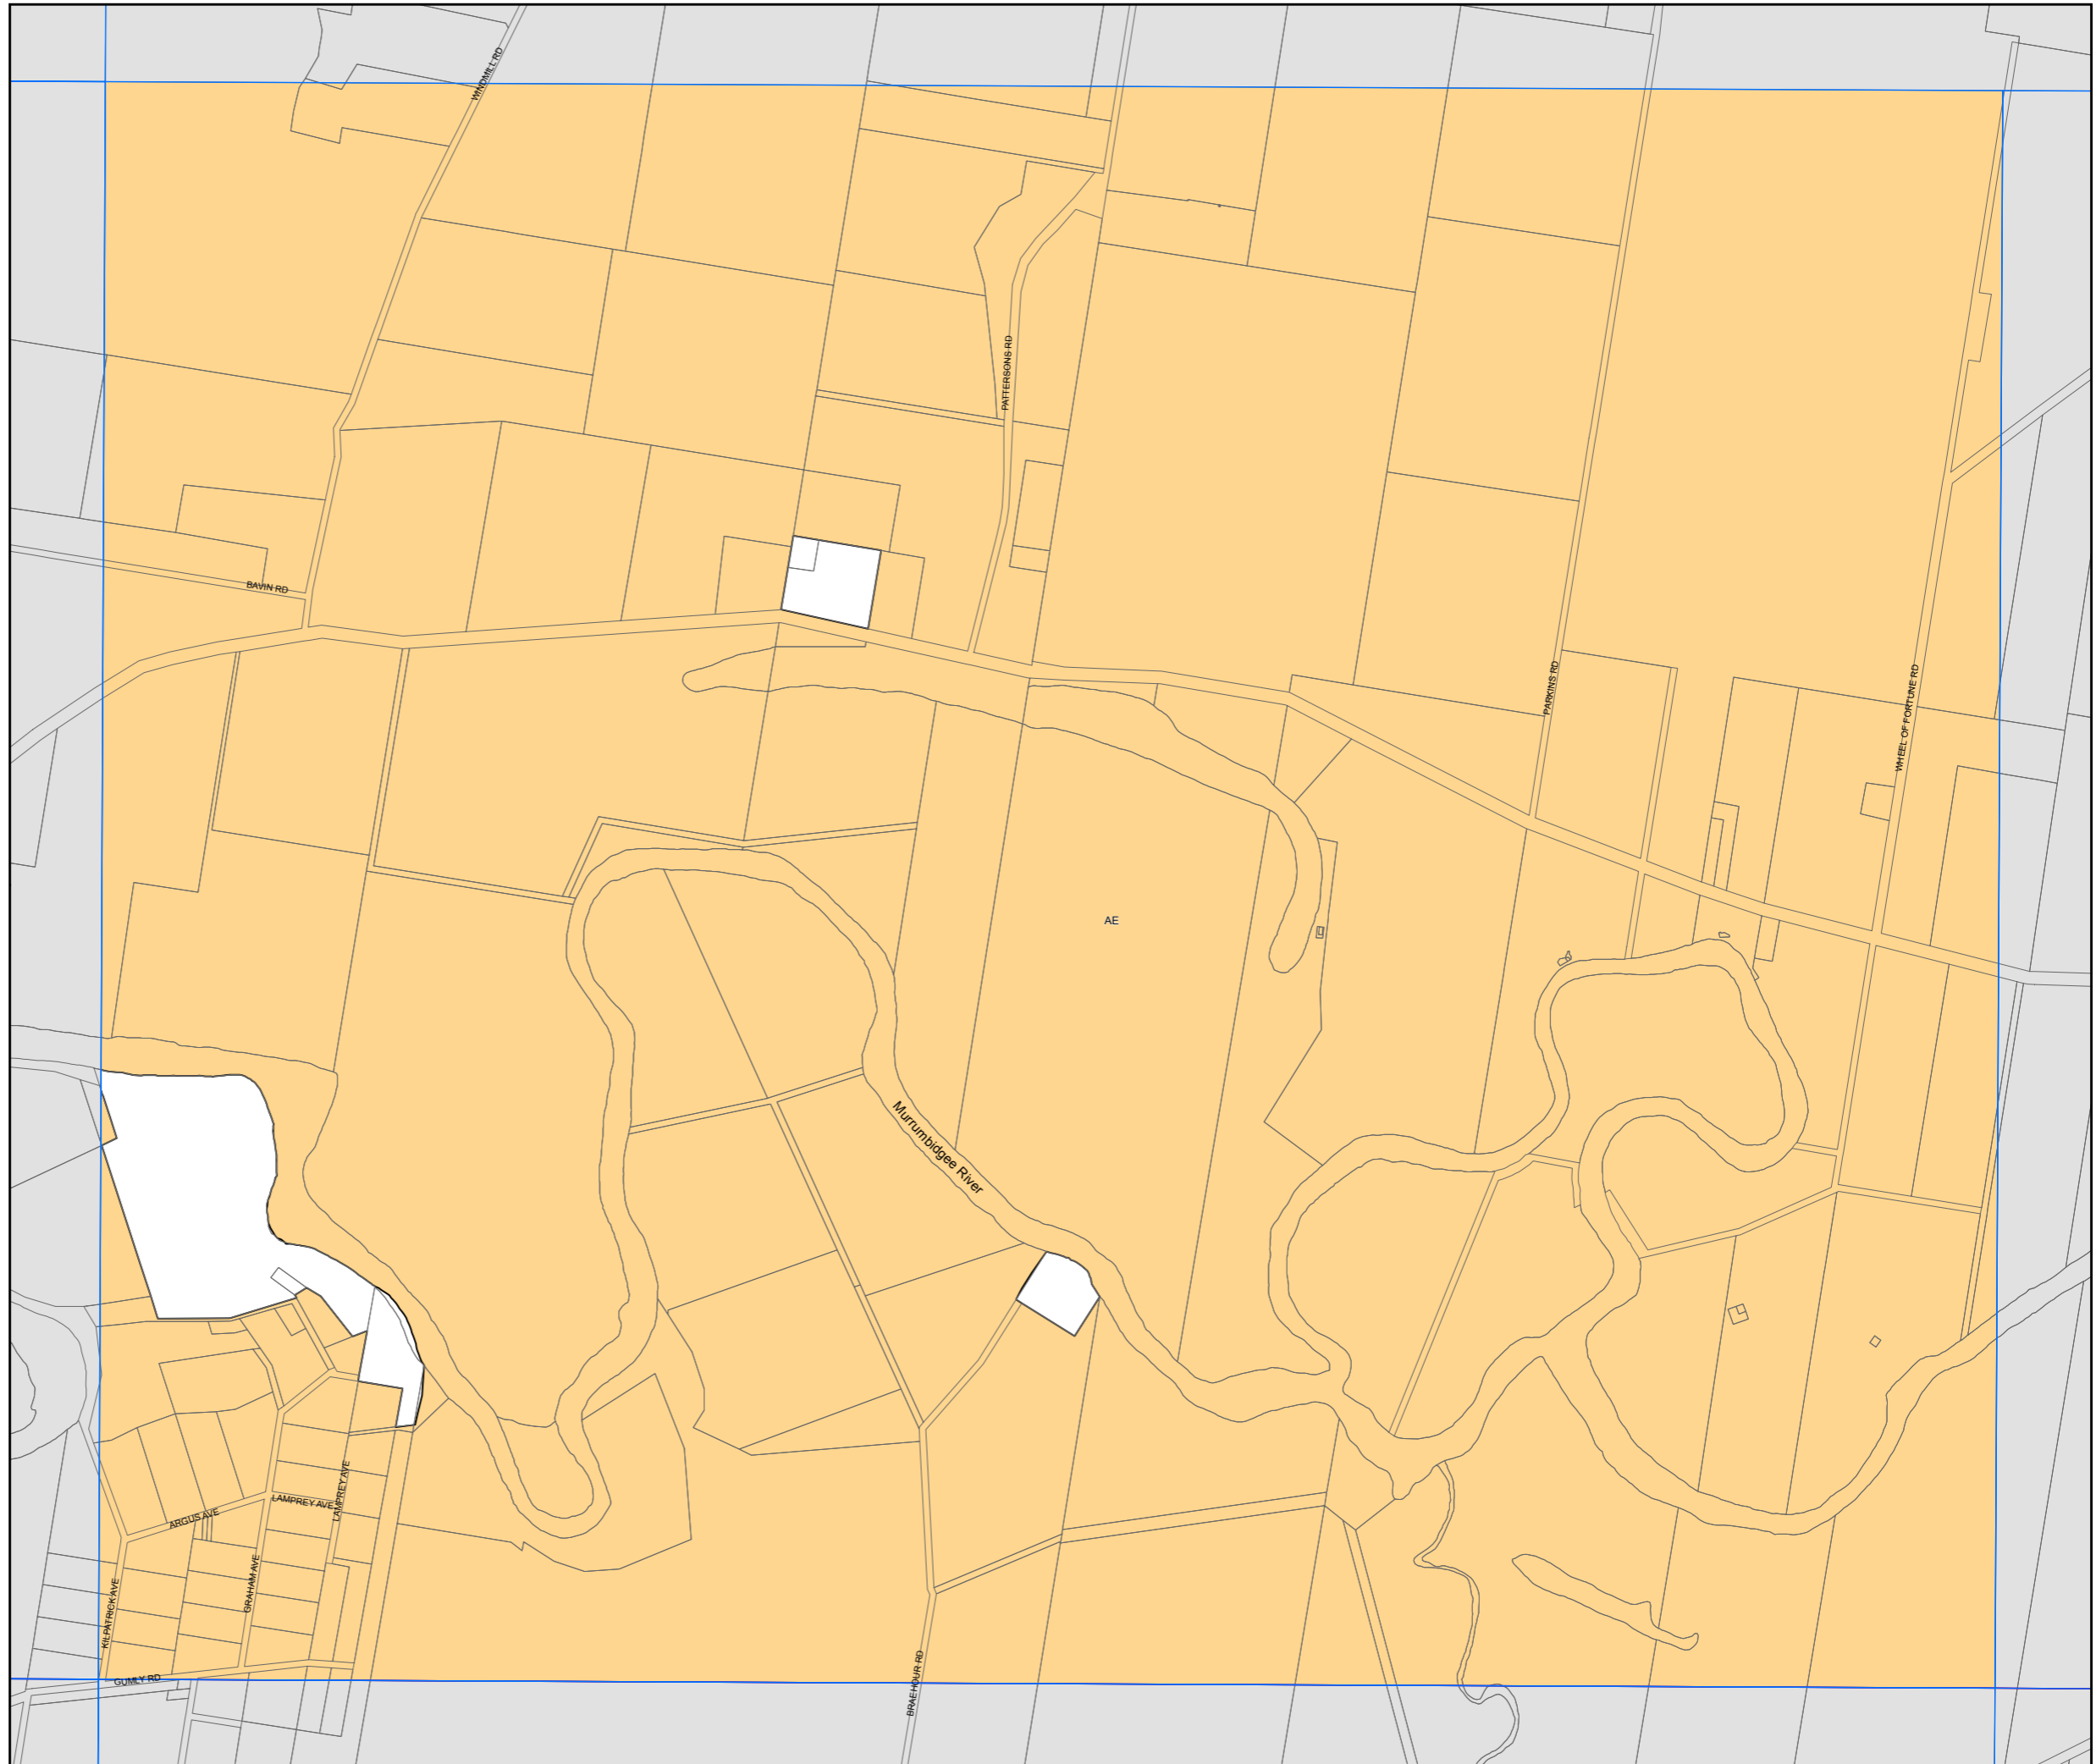 WINDMILL RD
PATTERSONS RD
BAVIN RD
PARKINS RD
WHEEL OF FORTUNE RD
AE
Murrumbidgee River
LAMPREY AVE
LAMPREY AVE
ARGUS AVE
GRAHAM AVE
KILPATRICK AVE
GUMLY RD
BRAEHOUR RD